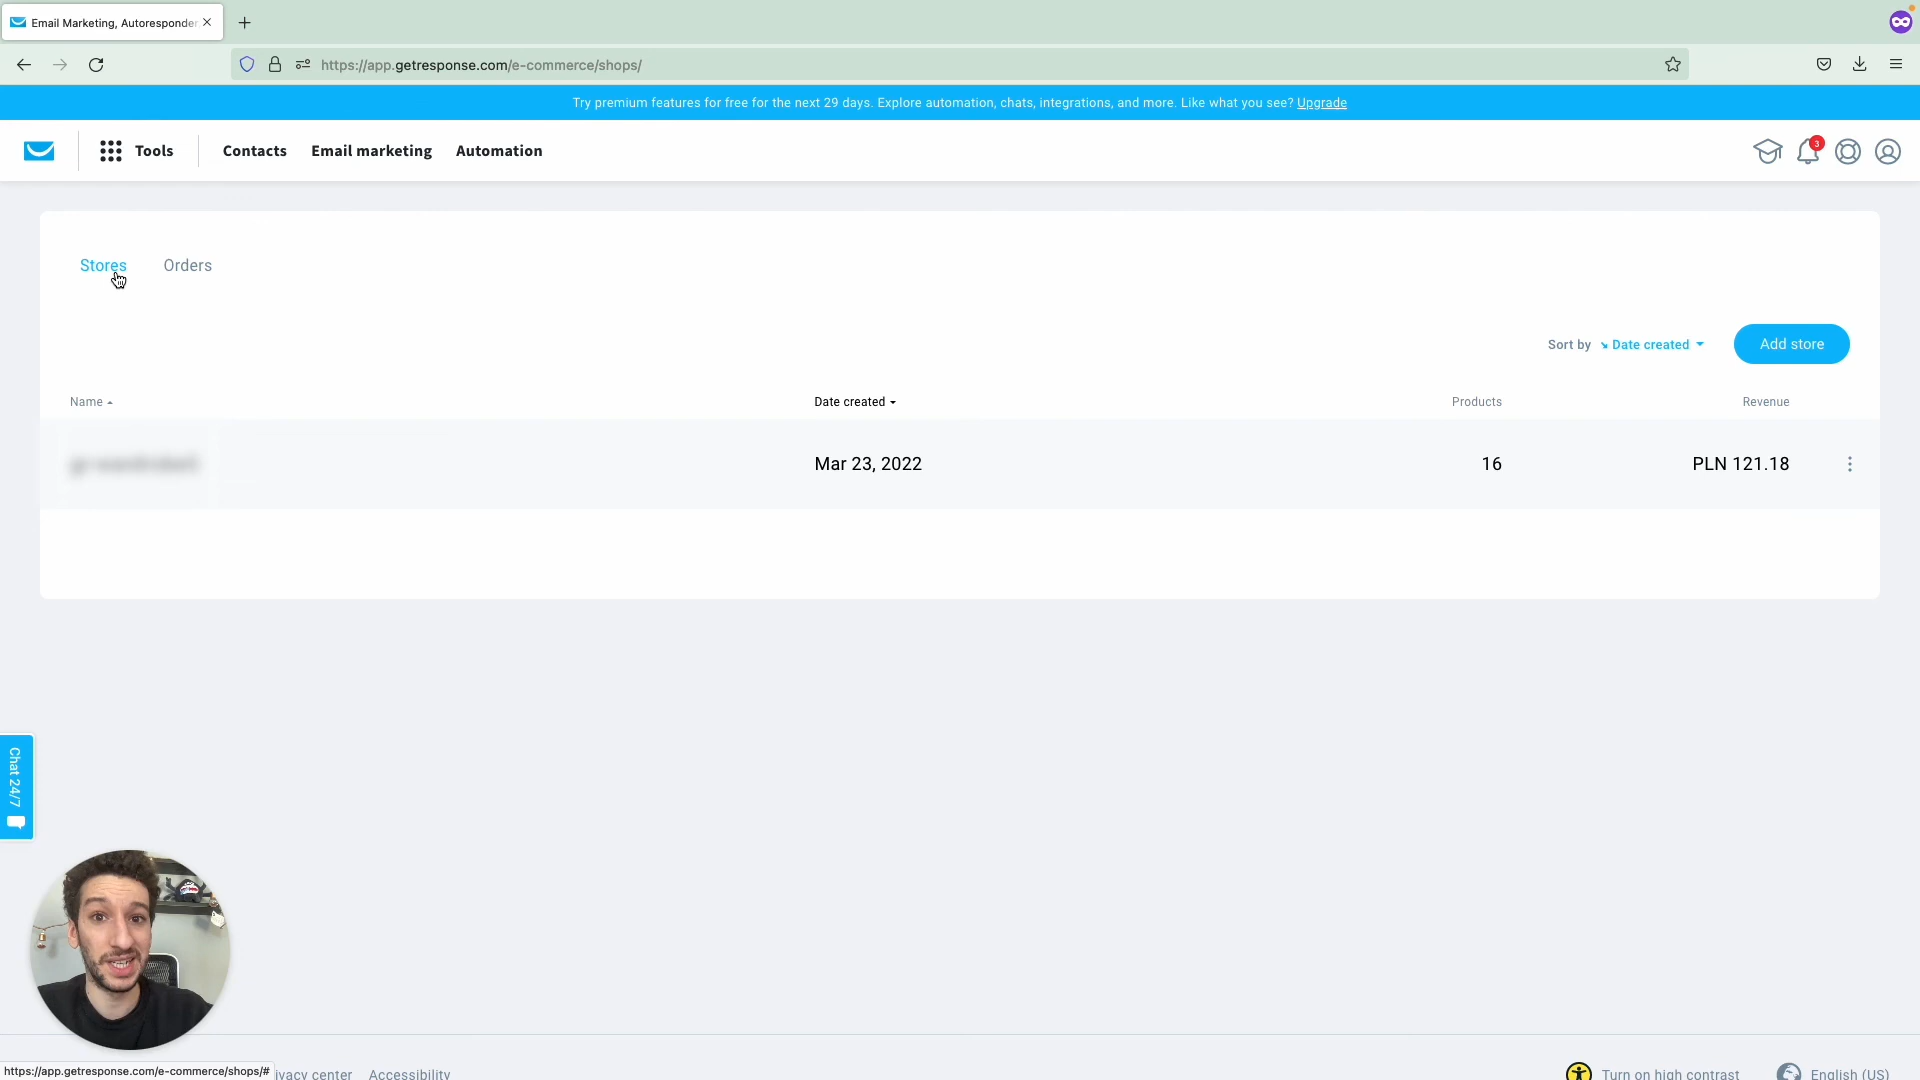 Email Marketing, Autoresponder
https://app.getresponse.com/e-commerce/shops/
Try premium features for free for the next 29 days. Explore automation, chats, integrations, and more. Like what you see? Upgrade
Tools
Contacts
Email marketing
Automation
3
Stores
Orders
Sort by
Date created
Add store
Name
Date created
Products
Revenue
Mar 23, 2022
16
PLN 121.18
Chat 24/7
https://app.getresponse.com/e-commerce/shops/#
ivacy center
Accessibility
Turn on high contrast
English (US)